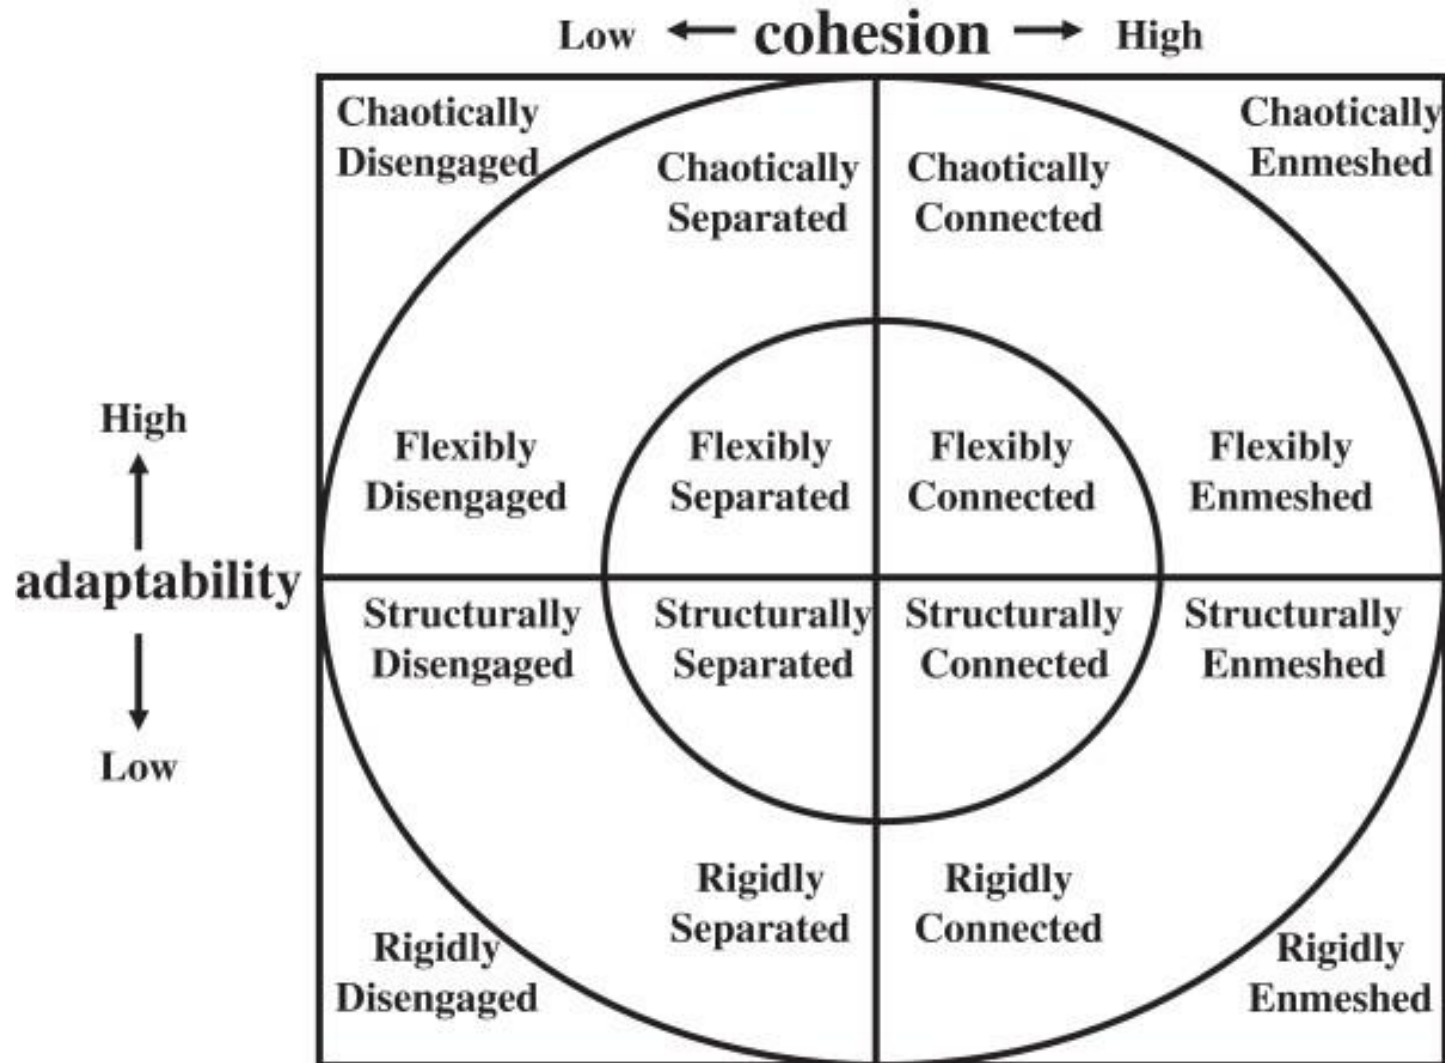 Low ← cohesion → High
Chaotically
Disengaged
Chaotically
Separated
Chaotically
Connected
Chaotically
Enmeshed
High
adaptability
Low
Flexibly
Disengaged
Flexibly
Separated
Flexibly
Connected
Flexibly
Enmeshed
Structurally
Disengaged
Structurally
Separated
Structurally
Connected
Structurally
Enmeshed
Rigidly
Disengaged
Rigidly
Separated
Rigidly
Connected
Rigidly
Enmeshed